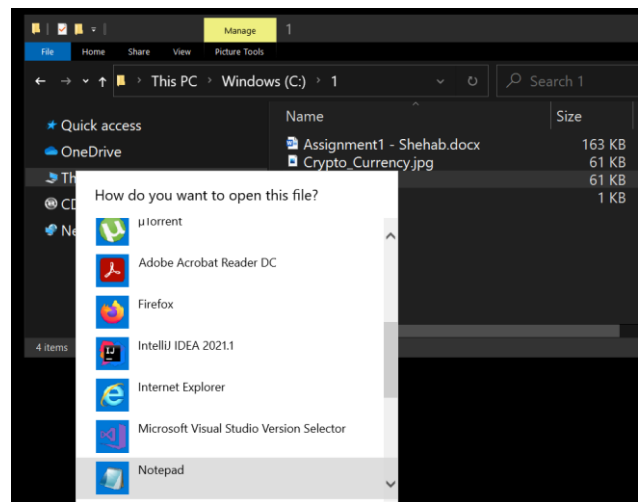 Manage 1
File Home Share View Picture Tools
This PC Windows (C:) 1 Search 1
Name Size
Quick access
Assignment1 - Shehab.docx 163 KB
OneDrive
Crypto_Currency.jpg 61 KB
Th 61 KB
CD 1 KB
Ne
How do you want to open this file?
µTorrent
Adobe Acrobat Reader DC
Firefox
IntelliJ IDEA 2021.1
Internet Explorer
Microsoft Visual Studio Version Selector
Notepad
4 items